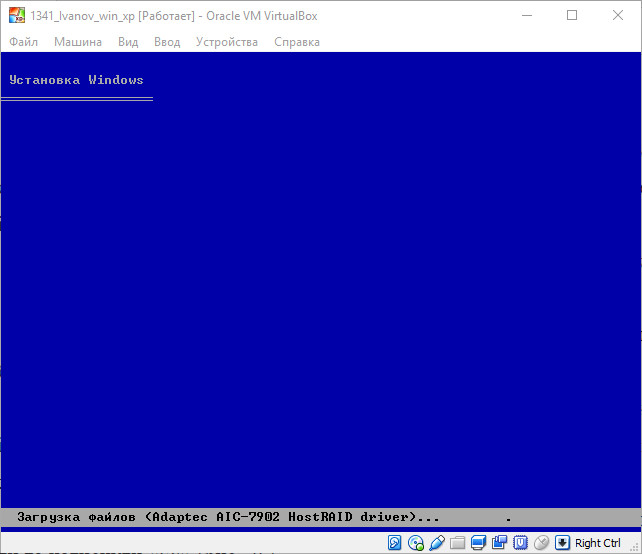 1341_Ivanov_win_xp [Работает] - Oracle VM VirtualBox
Файл Машина Вид Ввод Устройства Справка
Установка Windows
Загрузка файлов (Adaptec AIC-7902 HostRAID driver)... .
Right Ctrl